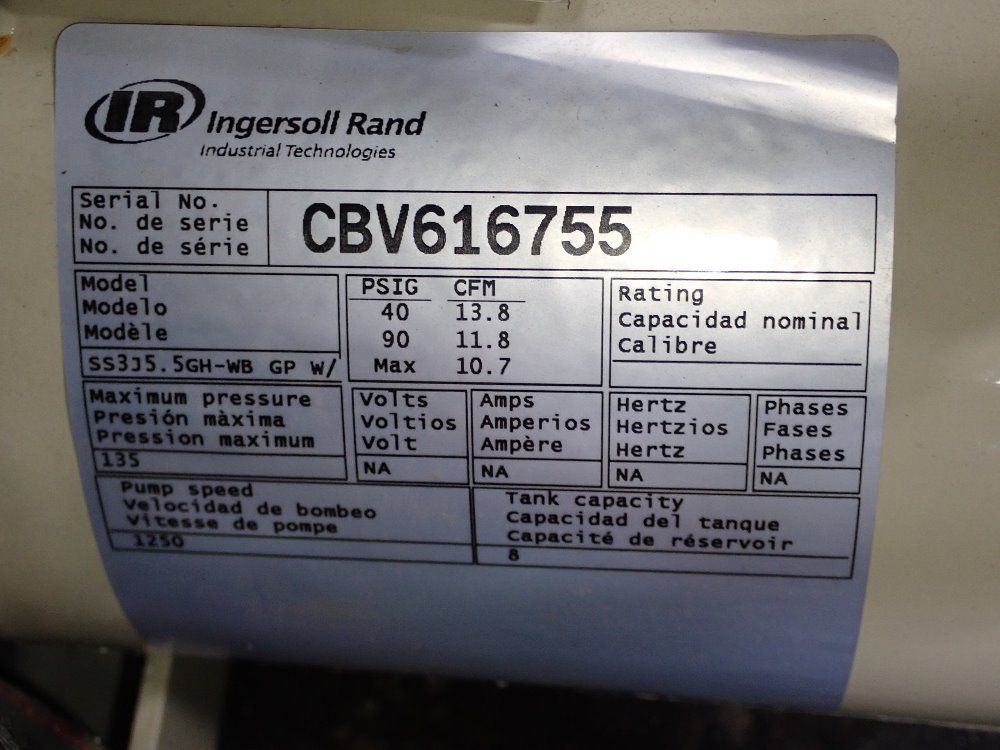 IR Ingersoll Rand
Industrial Technologies
Serial No.
No. de serie
No. de série
CBV616755
Model
Modelo
Modèle
SS3J5.5GH-WB GP W/
PSIG CFM
40 13.8
90 11.8
Max 10.7
Rating
Capacidad nominal
Calibre
Maximum pressure
Presión màxima
Pression maximum
135
Volts
Voltios
Volt
NA
Amps
Amperios
Ampère
NA
Hertz
Hertzios
Hertz
NA
Phases
Fases
Phases
NA
Pump speed
Velocidad de bombeo
Vitesse de pompe
1250
Tank capacity
Capacidad del tanque
Capacité de réservoir
8